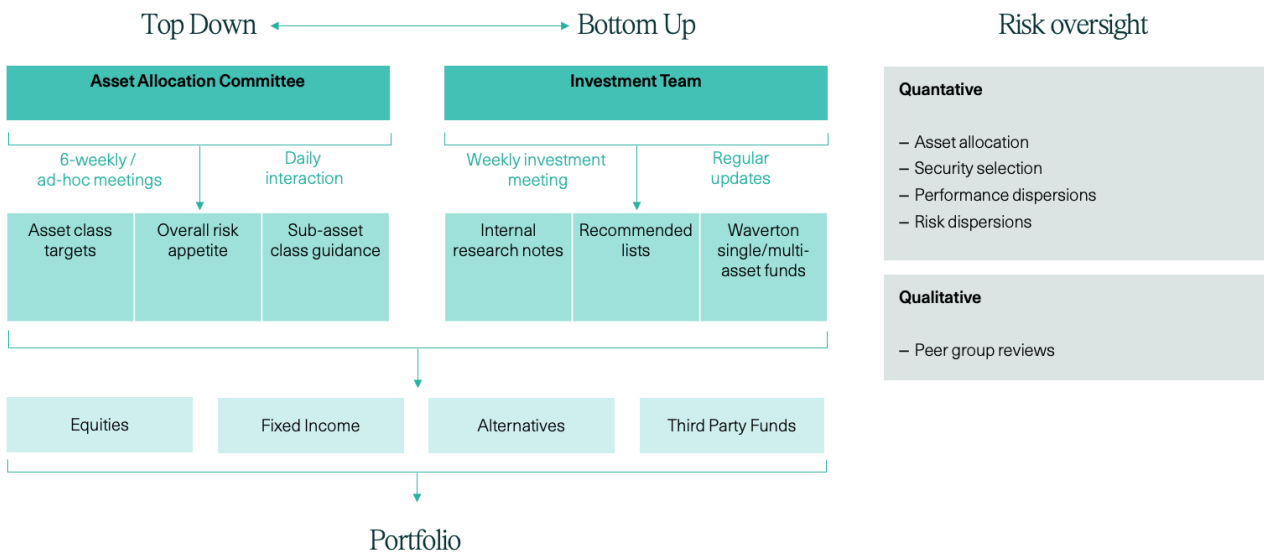 Top Down
Bottom Up
Risk oversight
Asset Allocation Committee
Investment Team
6-weekly /
ad-hoc meetings
Daily
interaction
Weekly investment
meeting
Regular
updates
Asset class
targets
Overall risk
appetite
Sub-asset
class guidance
Internal
research notes
Recommended
lists
Waverton
single/multi-
asset funds
Equities
Fixed Income
Alternatives
Third Party Funds
Portfolio
Quantative
– Asset allocation
– Security selection
– Performance dispersions
– Risk dispersions
Qualitative
– Peer group reviews